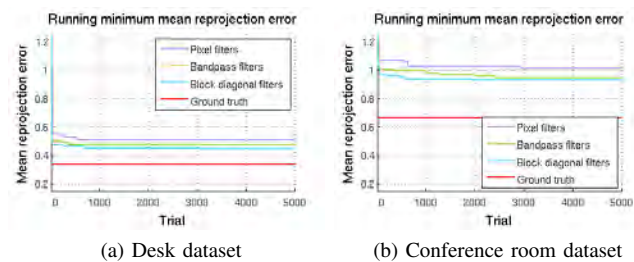 Running minimum mean reprojection error
Mean reprojection error
1.2
1
0.8
0.6
0.4
0.2
Pixel filters
Bandpass filters
Block diagonal filters
Ground truth
0 1000 2000 3000 4000 5000
Trial
(a) Desk dataset
Running minimum mean reprojection error
Mean reprojection error
1.2
1
0.8
0.6
0.4
0.2
Pixel filters
Bandpass filters
Block diagonal filters
Ground truth
0 1000 2000 3000 4000 5000
Trial
(b) Conference room dataset